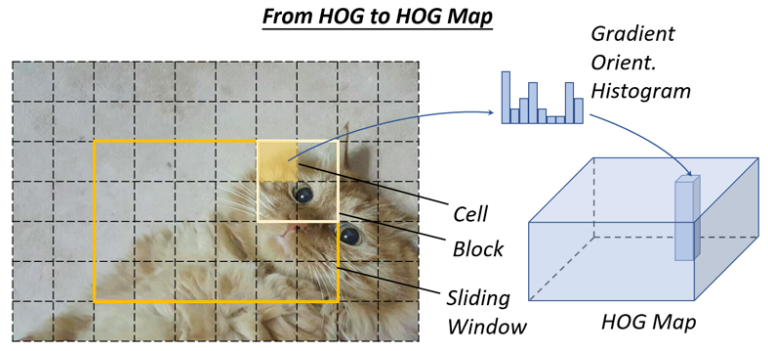 From HOG to HOG Map
Gradient
Orient.
Histogram
Cell
Block
Sliding
Window
HOG Map